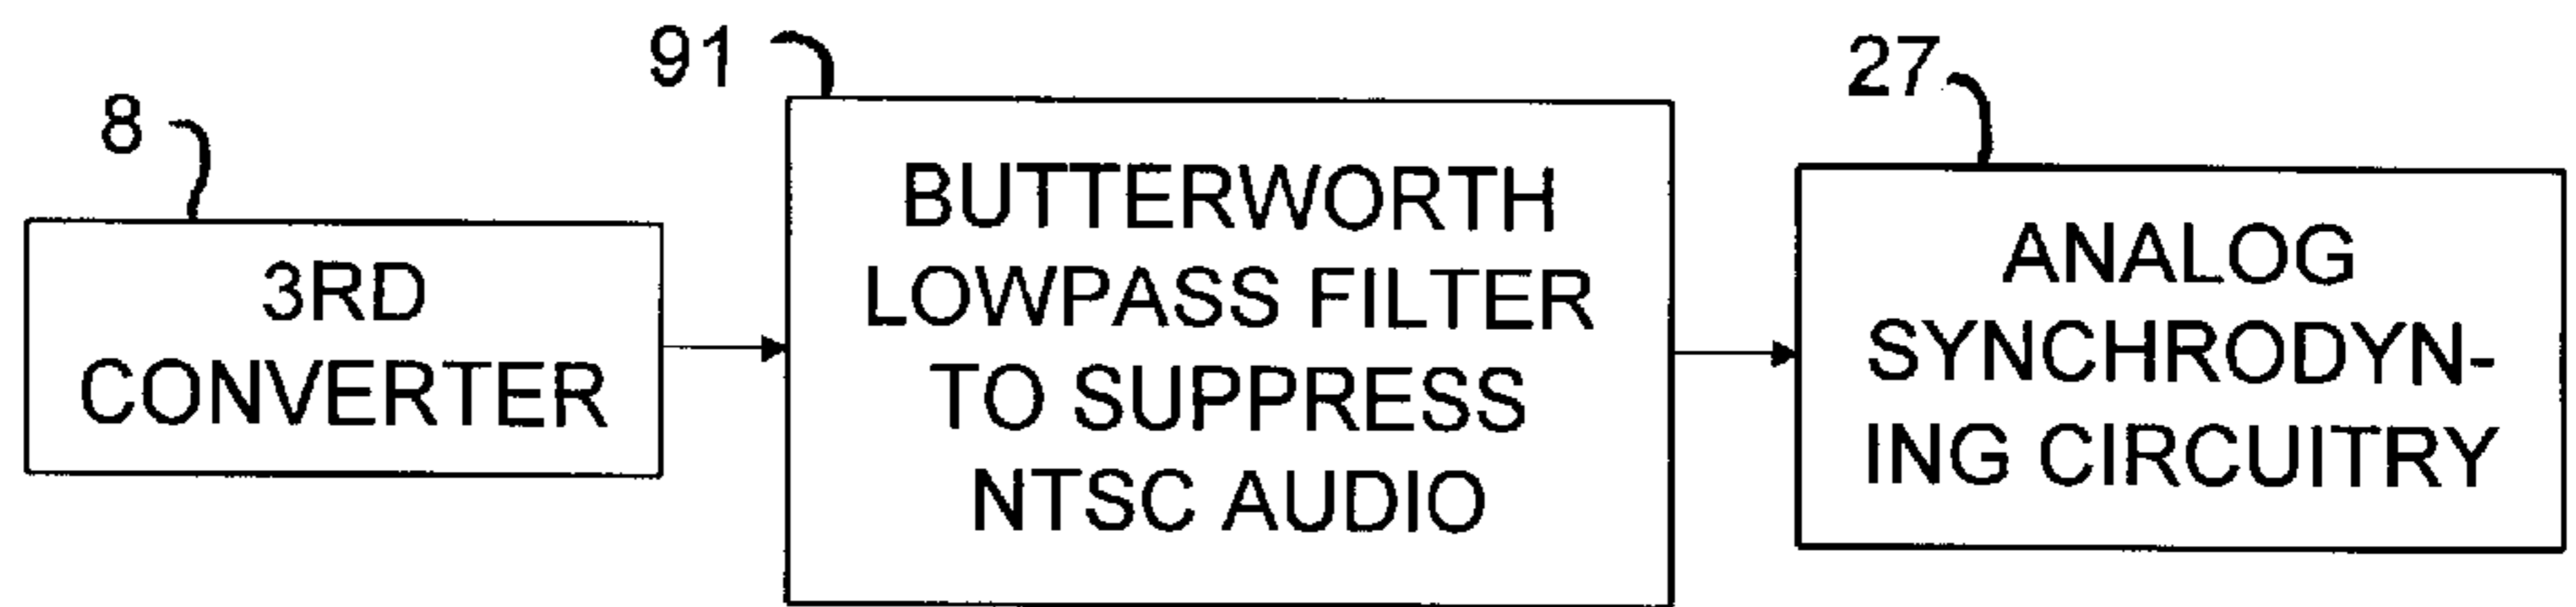 8
3RD
CONVERTER
91
BUTTERWORTH
LOWPASS FILTER
TO SUPPRESS
NTSC AUDIO
27
ANALOG
SYNCHRODYN-
ING CIRCUITRY